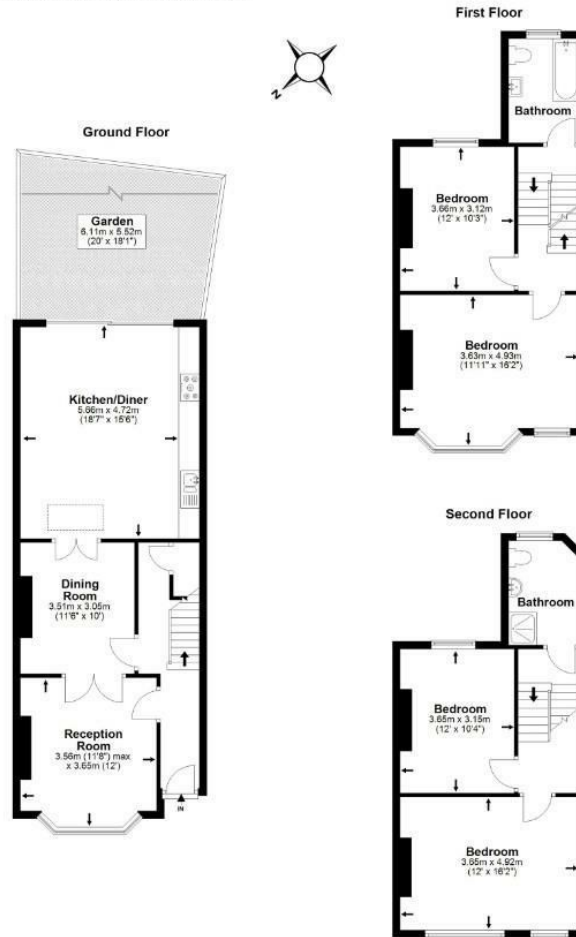 Ground Floor
Garden
6.11m x 5.52m
(20' x 18'1")
Kitchen/Diner
5.66m x 4.72m
(18'7" x 15'6")
Dining
Room
3.51m x 3.05m
(11'6" x 10')
Reception
Room
3.56m (11'8") max
x 3.65m (12')
IN
N
First Floor
Bathroom
Bedroom
3.66m x 3.12m
(12' x 10'3")
Bedroom
3.63m x 4.93m
(11'11" x 16'2")
Second Floor
Bathroom
Bedroom
3.65m x 3.15m
(12' x 10'4")
Bedroom
3.65m x 4.92m
(12' x 16'2")